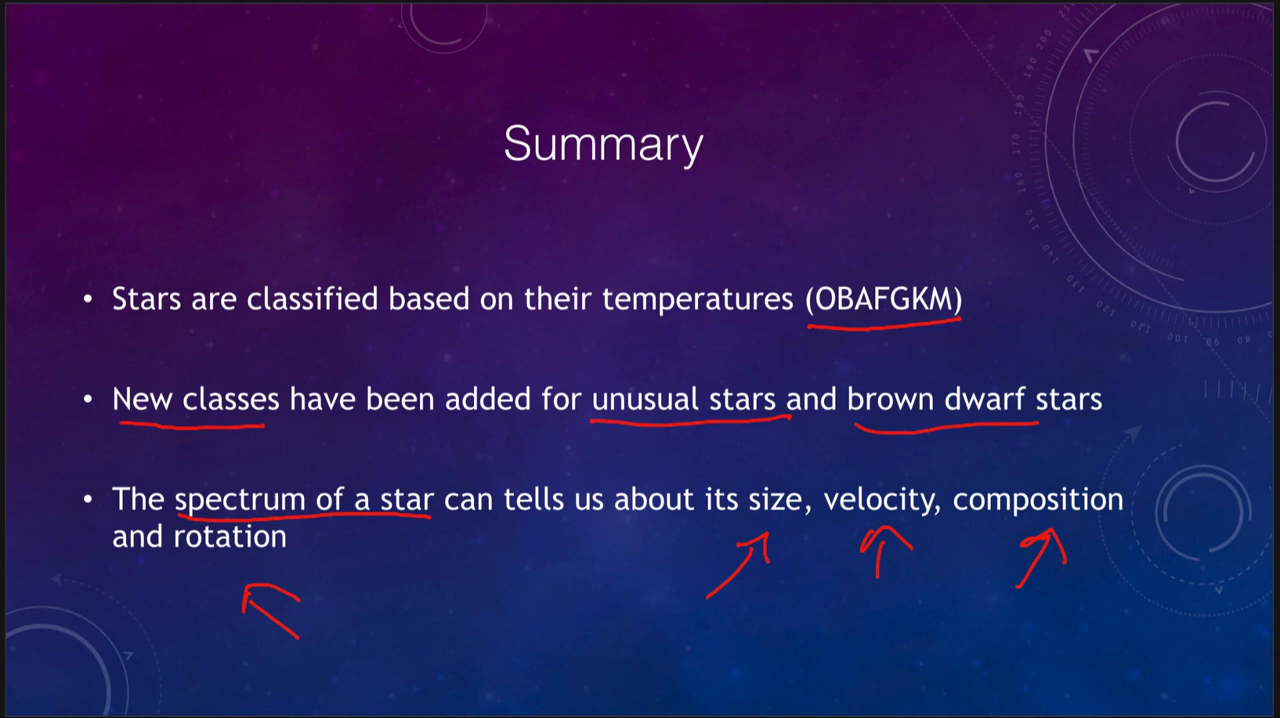 Summary
• Stars are classified based on their temperatures (OBAFGKM)
• New classes have been added for unusual stars and brown dwarf stars
• The spectrum of a star can tells us about its size, velocity, composition
and rotation